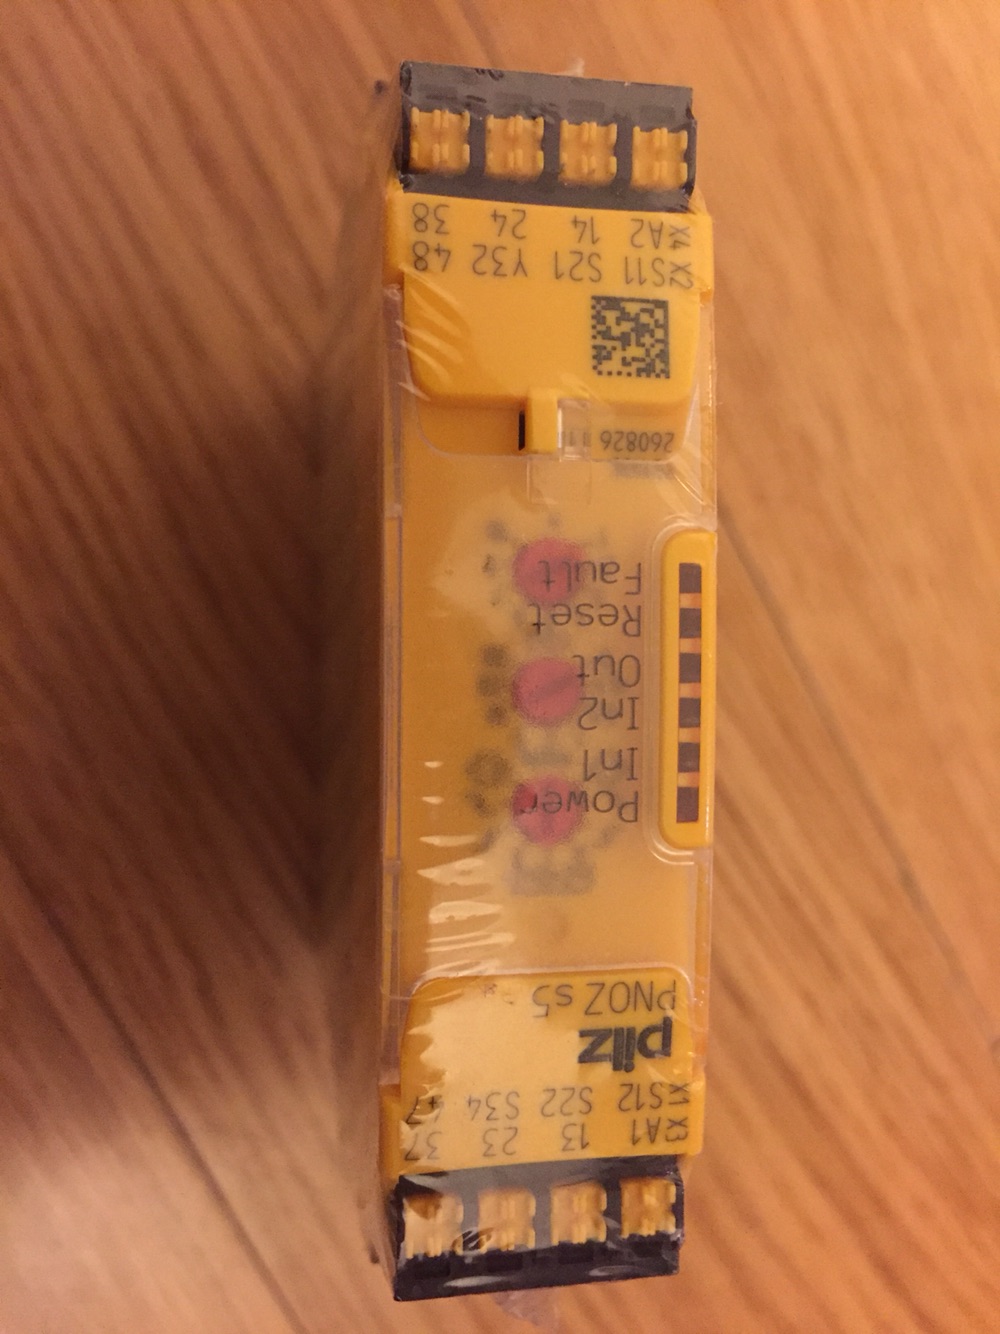 X3 A1 13 23 37
X1 S12 S22 S34 47
pilz
PNOZ s5
Power
In1
In2
Out
Reset
Fault
260826
X2 S11 S21 Y32 48
X4 A2 14 24 38